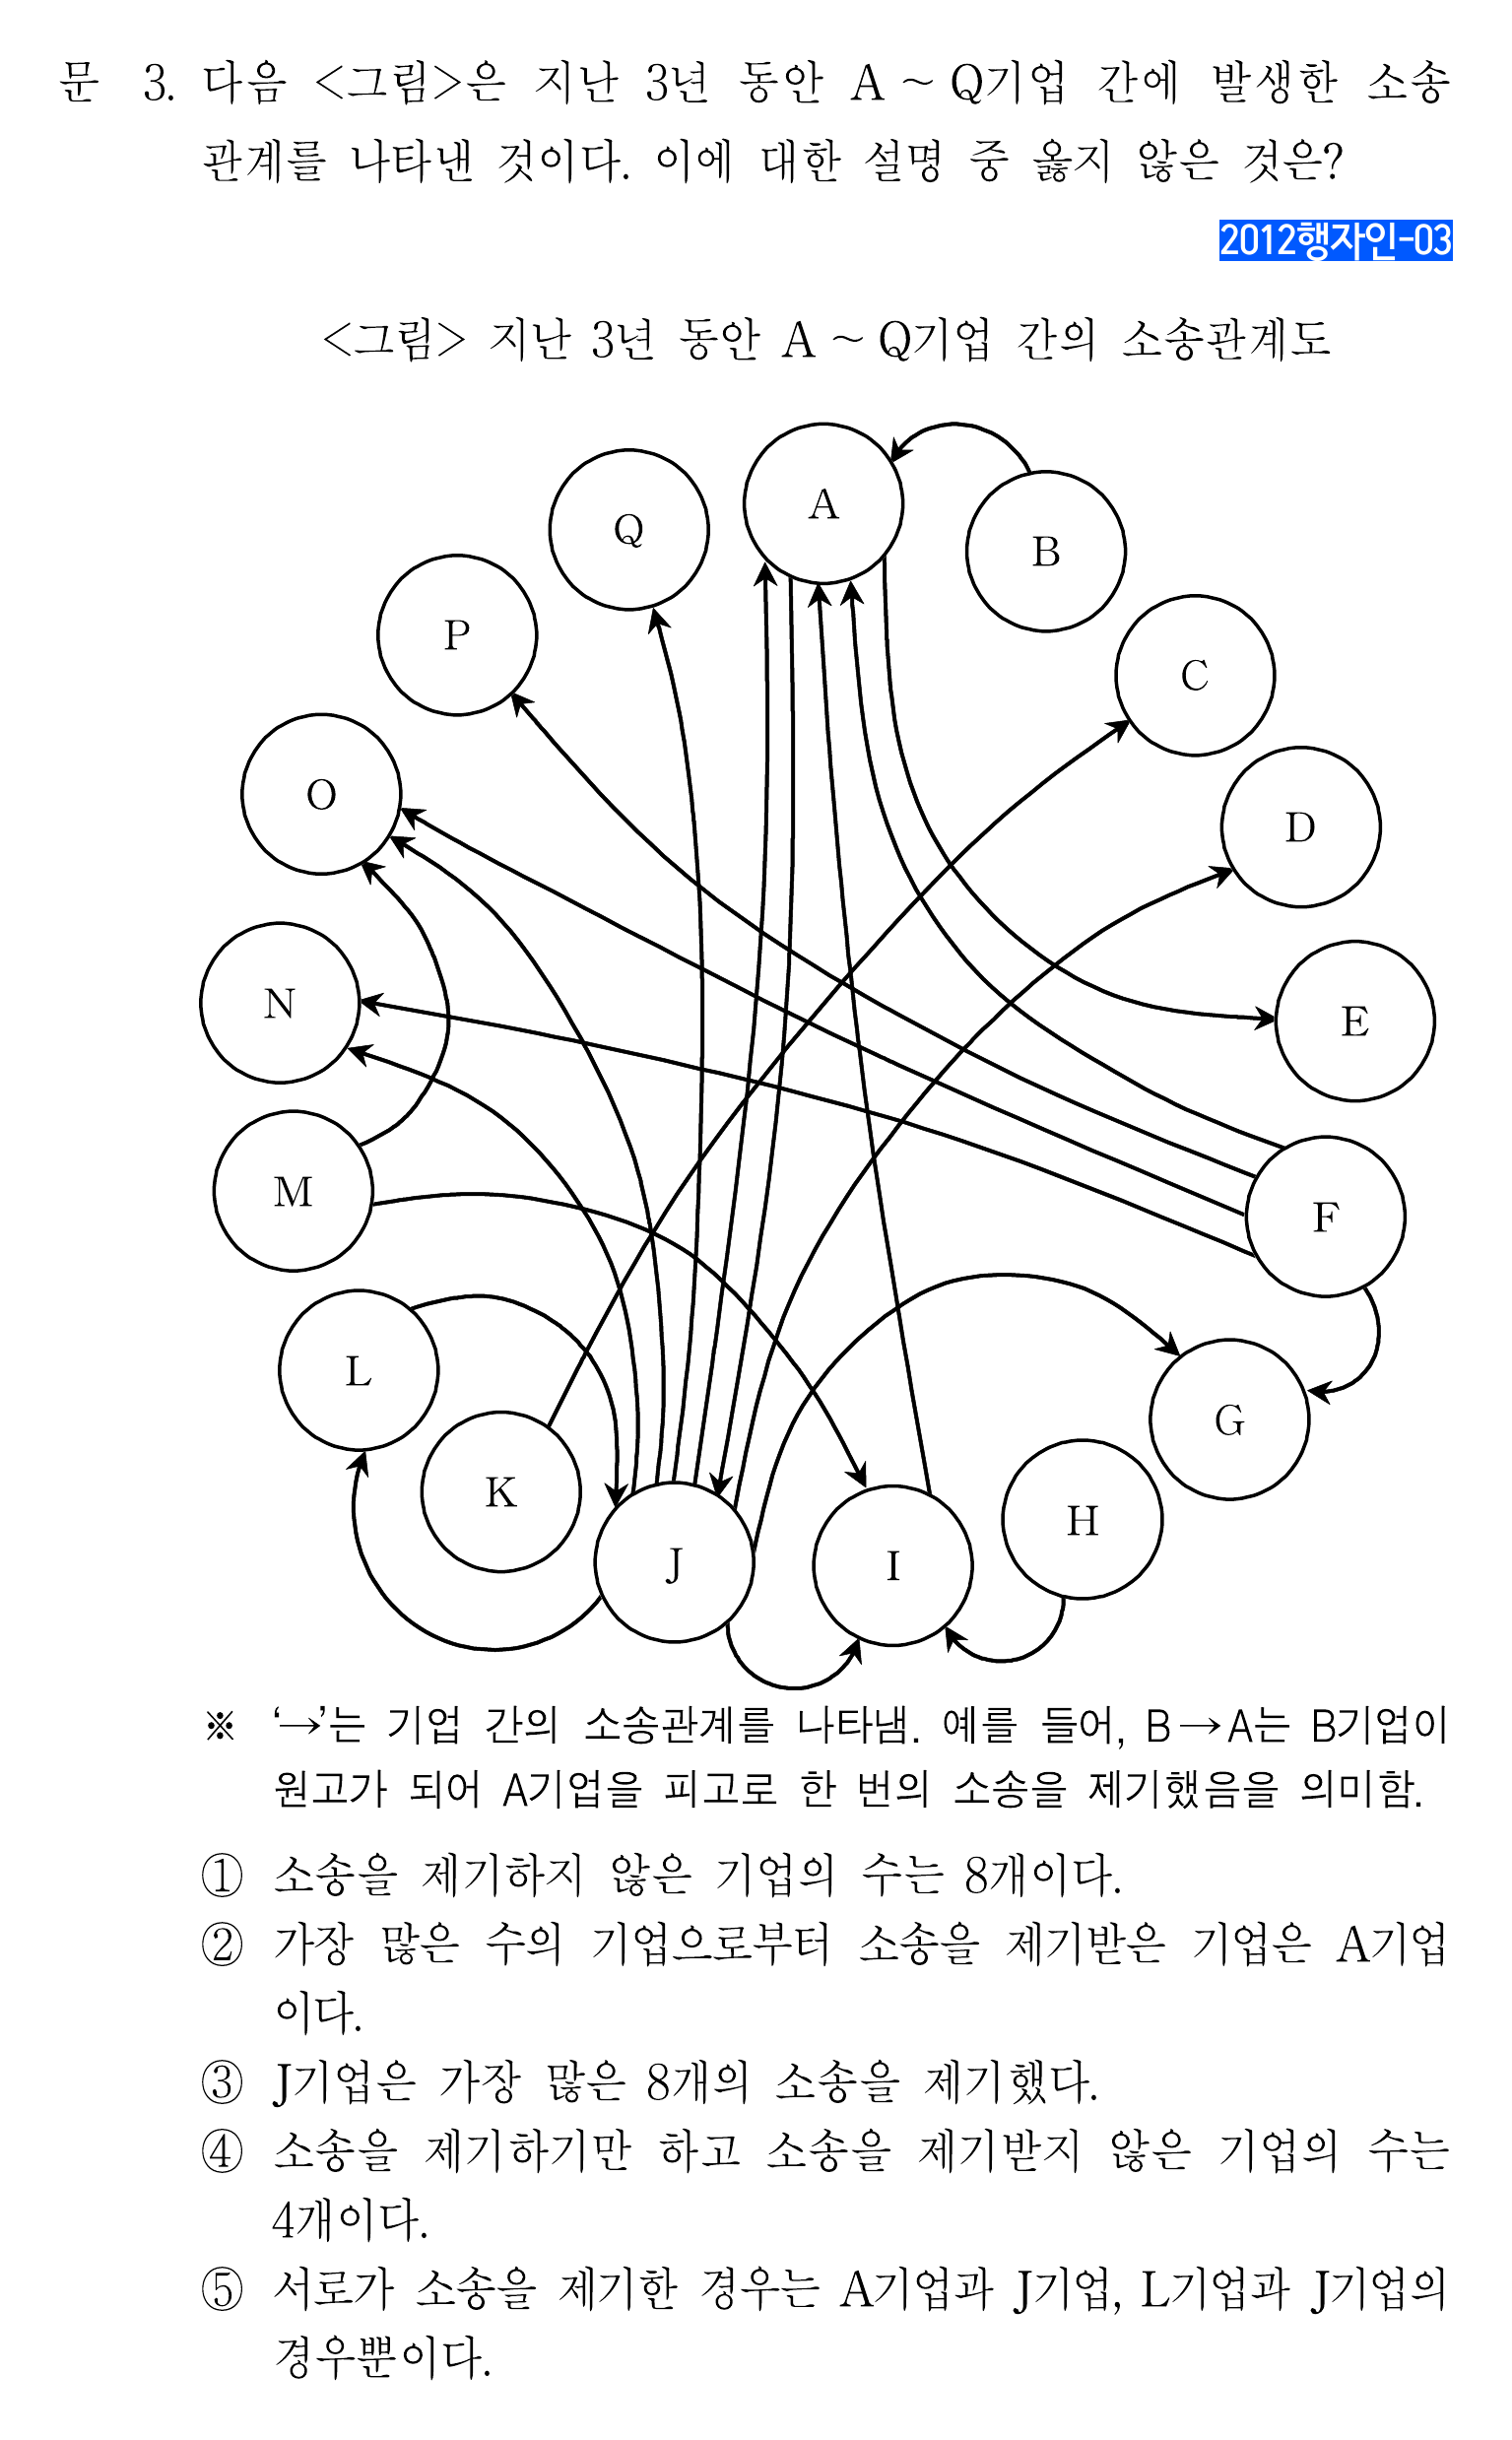 문 3. 다음 <그림>은 지난 3년 동안 A ~ Q기업 간에 발생한 소송
관계를 나타낸 것이다. 이에 대한 설명 중 옳지 않은 것은?
2012행자인-03
<그림> 지난 3년 동안 A ~ Q기업 간의 소송관계도
A
Q
B
P
C
O
D
N
E
M
F
L
G
K
H
J
I
※ ‘→’는 기업 간의 소송관계를 나타냄. 예를 들어, B→A는 B기업이
원고가 되어 A기업을 피고로 한 번의 소송을 제기했음을 의미함.
① 소송을 제기하지 않은 기업의 수는 8개이다.
② 가장 많은 수의 기업으로부터 소송을 제기받은 기업은 A기업
이다.
③ J기업은 가장 많은 8개의 소송을 제기했다.
④ 소송을 제기하기만 하고 소송을 제기받지 않은 기업의 수는
4개이다.
⑤ 서로가 소송을 제기한 경우는 A기업과 J기업, L기업과 J기업의
경우뿐이다.